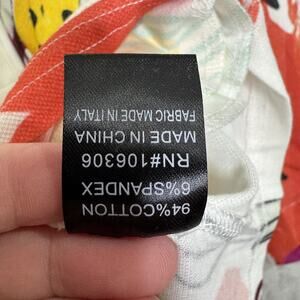 94%COTTON
6%SPANDEX
RN#106306
MADE IN CHINA
FABRIC MADE IN ITALY